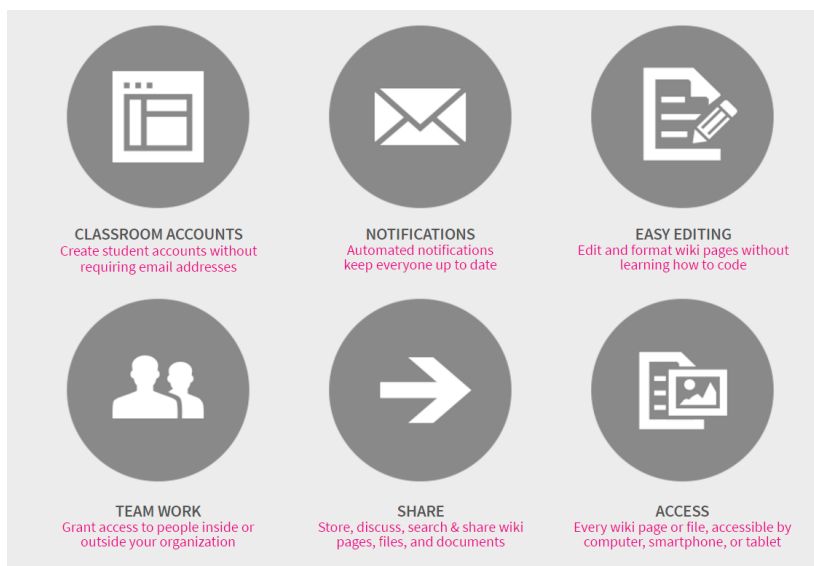 CLASSROOM ACCOUNTS
Create student accounts without
requiring email addresses
NOTIFICATIONS
Automated notifications
keep everyone up to date
EASY EDITING
Edit and format wiki pages without
learning how to code
TEAM WORK
Grant access to people inside or
outside your organization
SHARE
Store, discuss, search & share wiki
pages, files, and documents
ACCESS
Every wiki page or file, accessible by
computer, smartphone, or tablet